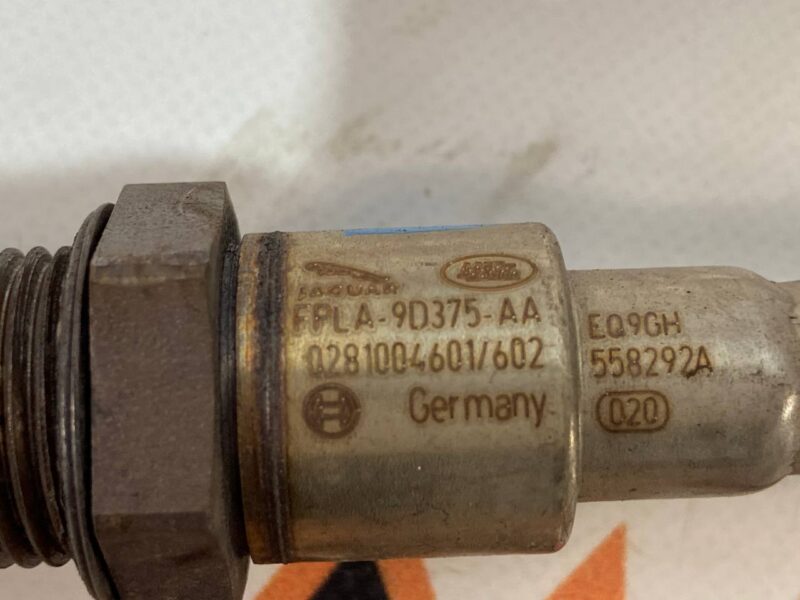 JAGUAR
FPLA-9D375-AA
0281004601/602
Germany
EQ9GH
558292A
020